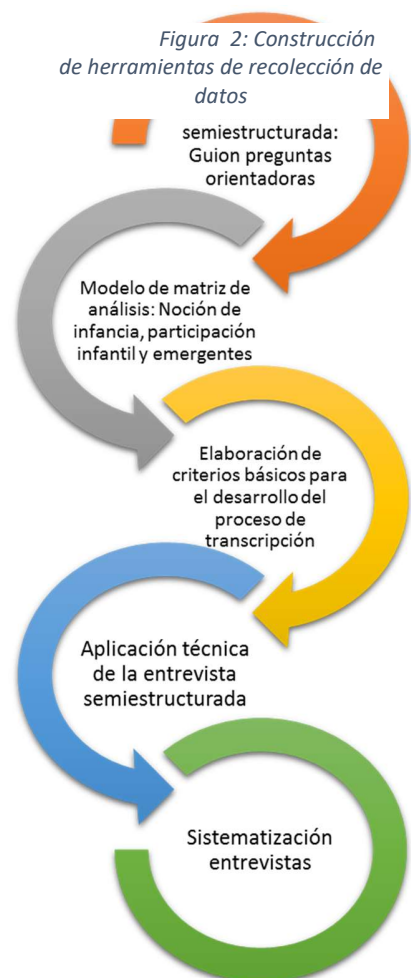 Figura 2: Construcción
de herramientas de recolección de
datos
semiestructurada:
Guion preguntas
orientadoras
Modelo de matriz de
análisis: Noción de
infancia, participación
infantil y emergentes
Elaboración de
criterios básicos para
el desarrollo del
proceso de
transcripción
Aplicación técnica
de la entrevista
semiestructurada
Sistematización
entrevistas